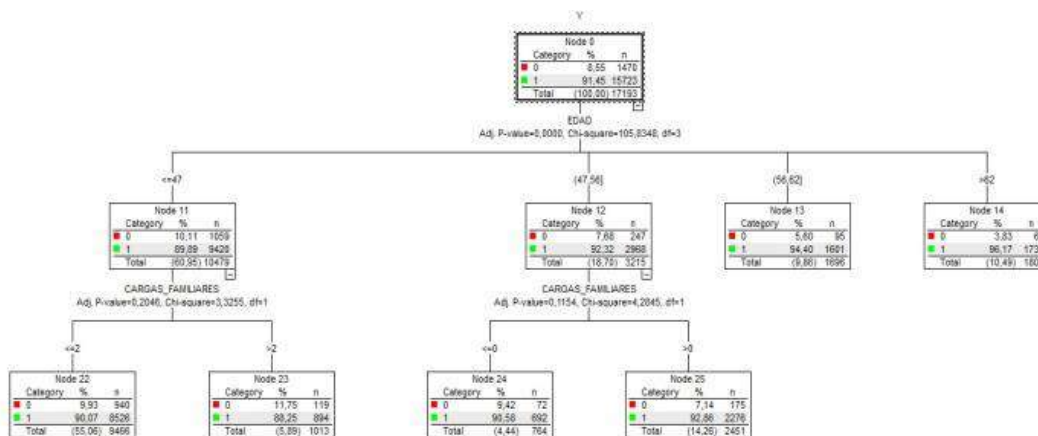 Y
Node 0
Category % n
0 8,55 1470
1 91,45 15723
Total (100,00) 17193
EDAD
Adj. P-value=0,0000, Chi-square=105,8348, df=3
<=47
(47,56]
(56,62]
>62
Node 11
Category % n
0 10,11 1059
1 89,89 9420
Total (60,95) 10479
Node 12
Category % n
0 7,68 247
1 92,32 2968
Total (18,70) 3215
Node 13
Category % n
0 5,60 95
1 94,40 1601
Total (9,86) 1696
Node 14
Category % n
0 3,83 6
1 96,17 173
Total (10,49) 180
CARGAS_FAMILIARES
Adj. P-value=0,2046, Chi-square=3,3255, df=1
CARGAS_FAMILIARES
Adj. P-value=0,1154, Chi-square=4,2845, df=1
<=2
>2
<=0
>0
Node 22
Category % n
0 9,93 940
1 90,07 8526
Total (55,06) 9466
Node 23
Category % n
0 11,75 119
1 88,25 894
Total (5,89) 1013
Node 24
Category % n
0 9,42 72
1 90,58 692
Total (4,44) 764
Node 25
Category % n
0 7,14 175
1 92,86 2276
Total (14,26) 2451